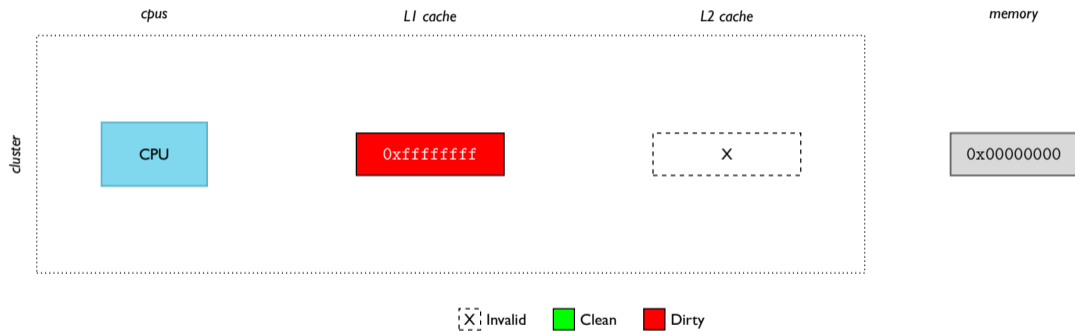 cpus L1 cache L2 cache memory
cluster
CPU 0xffffffff X 0x00000000
X Invalid Clean Dirty